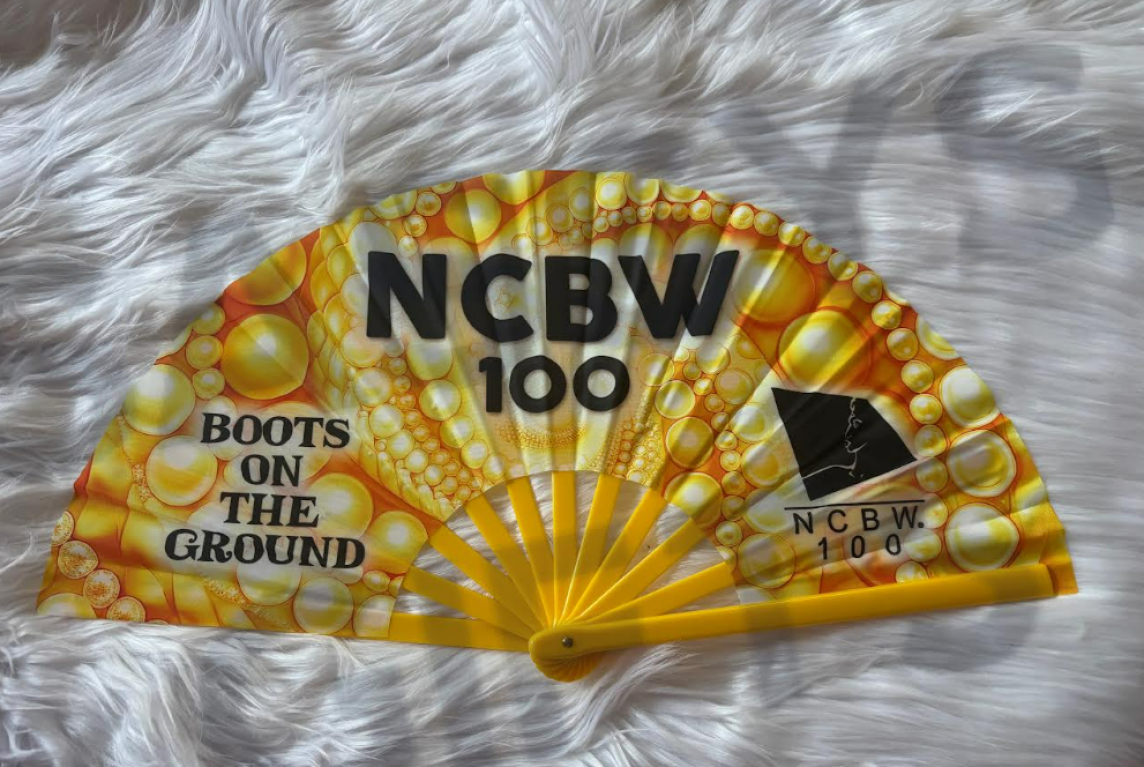 NCBW
100
BOOTS
ON
THE
GROUND
NCBW.
100